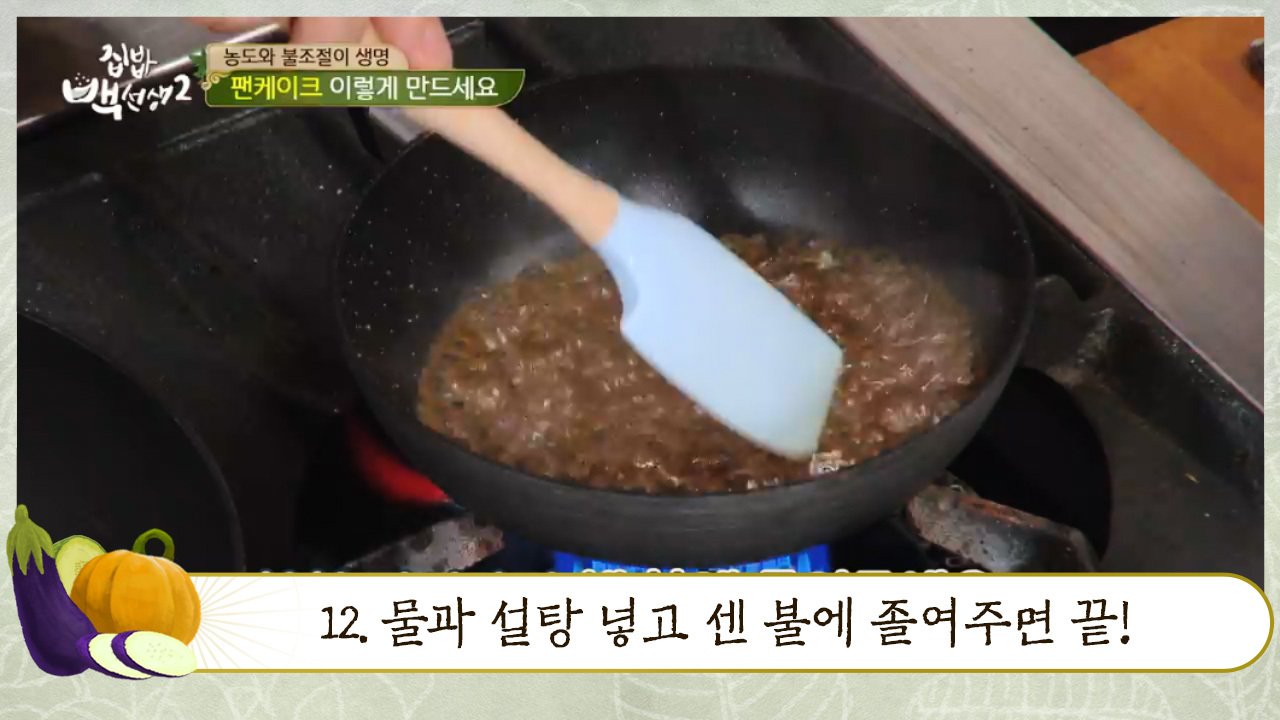 집밥
백선생2
농도와 불조절이 생명
팬케이크 이렇게 만드세요
12. 물과 설탕 넣고 센 불에 졸여주면 끝!